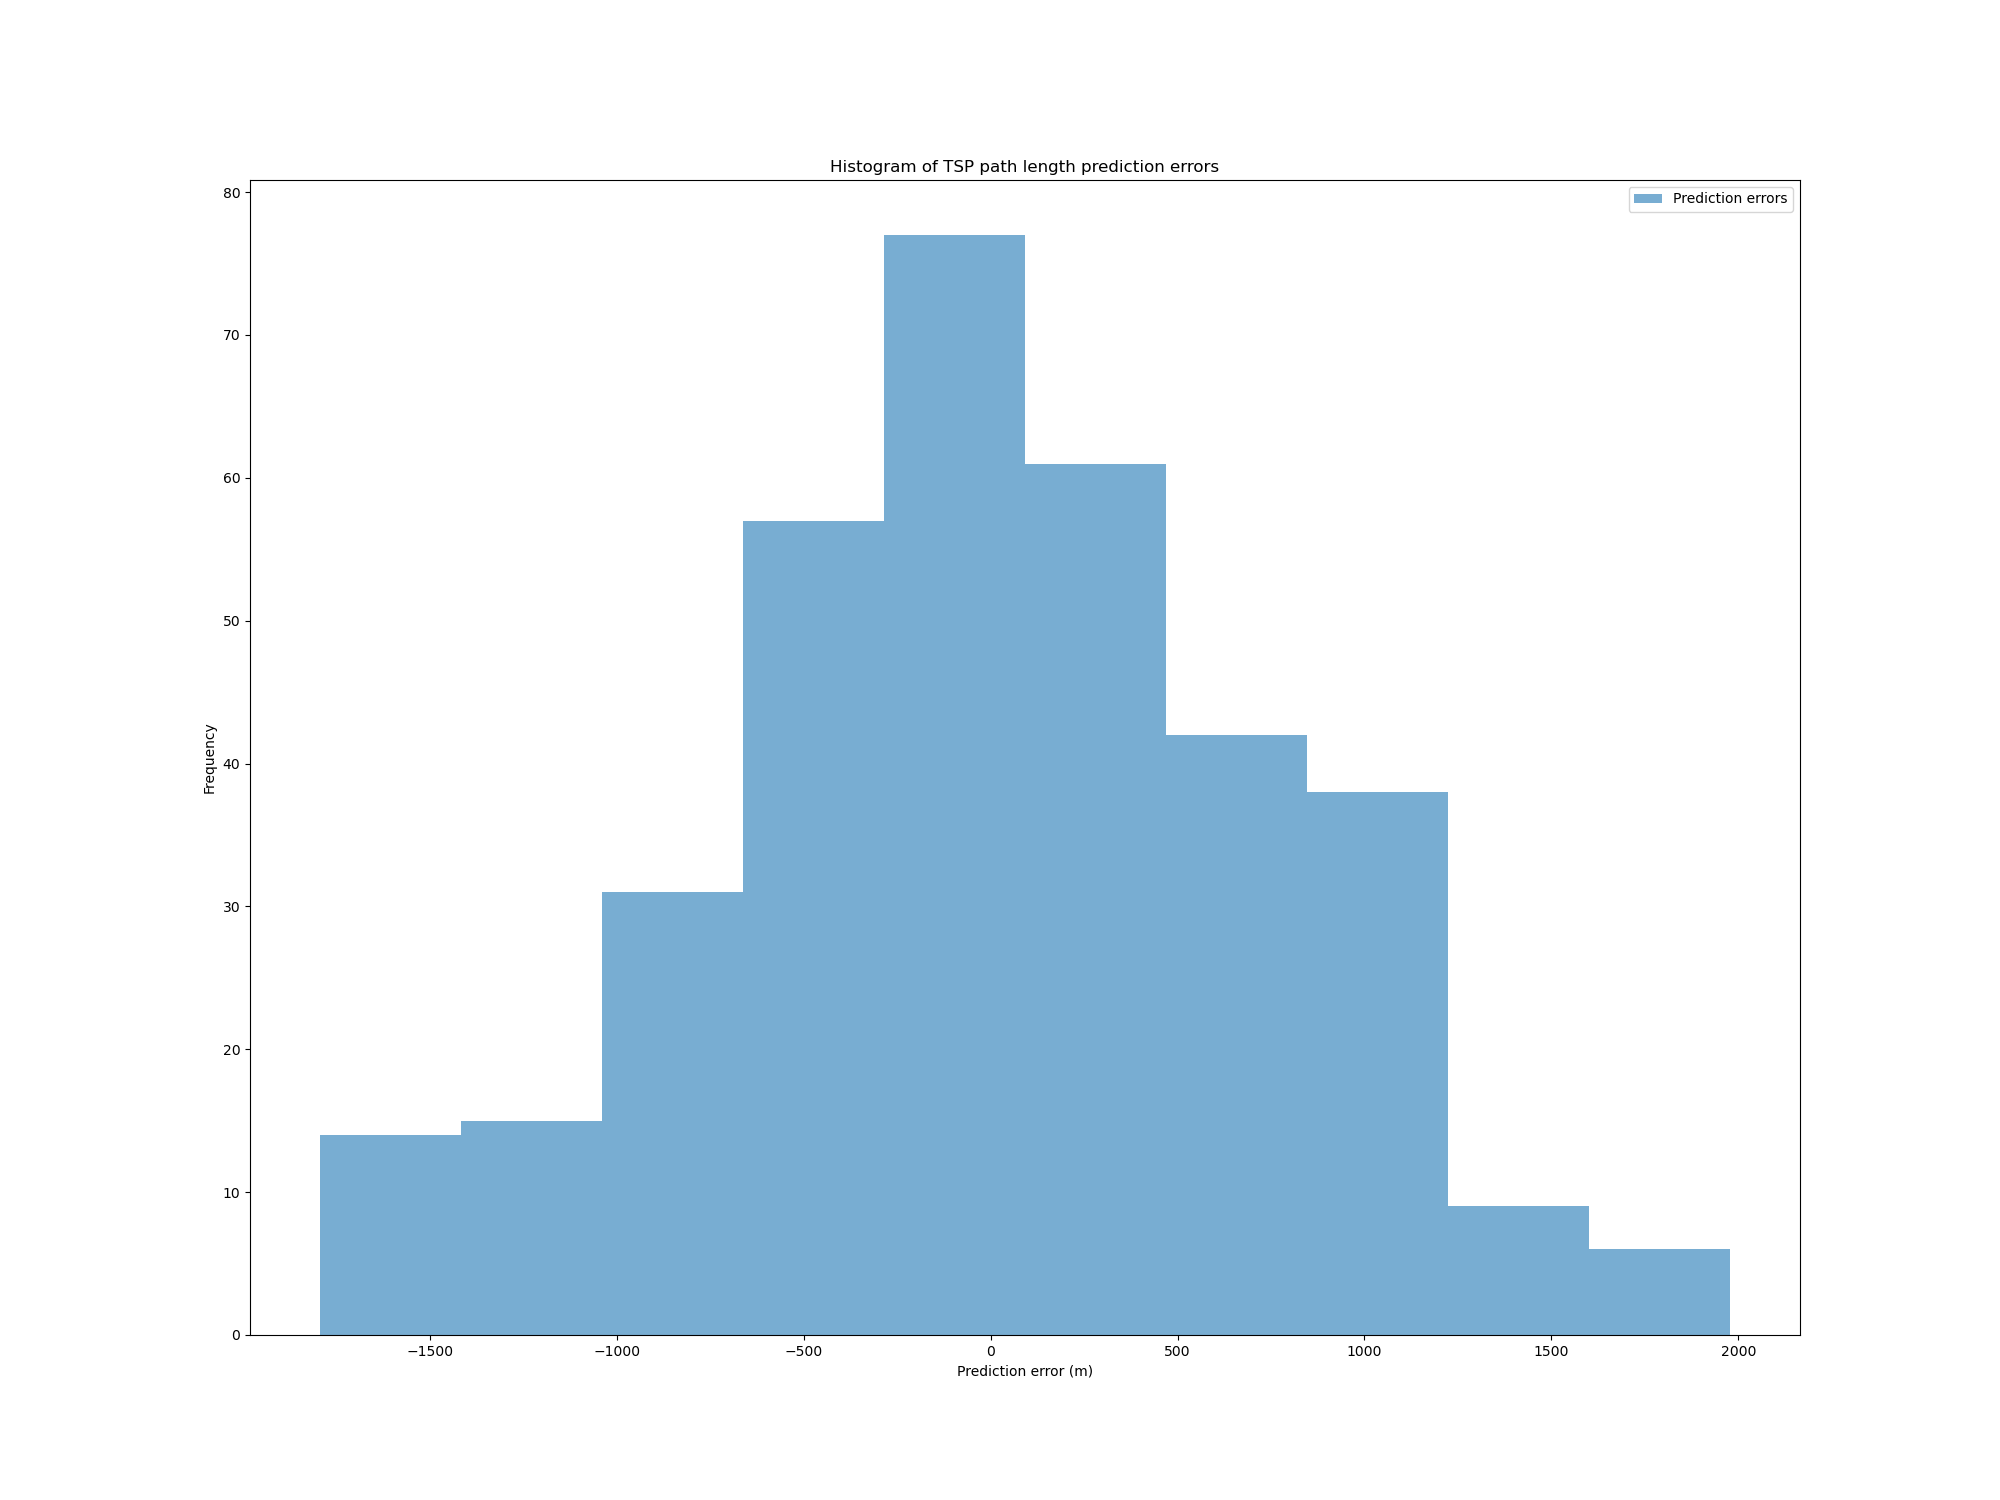 Histogram of TSP path length prediction errors
Prediction errors
80
70
60
50
40
30
20
10
0
Frequency
−1500 −1000 −500 0 500 1000 1500 2000
Prediction error (m)